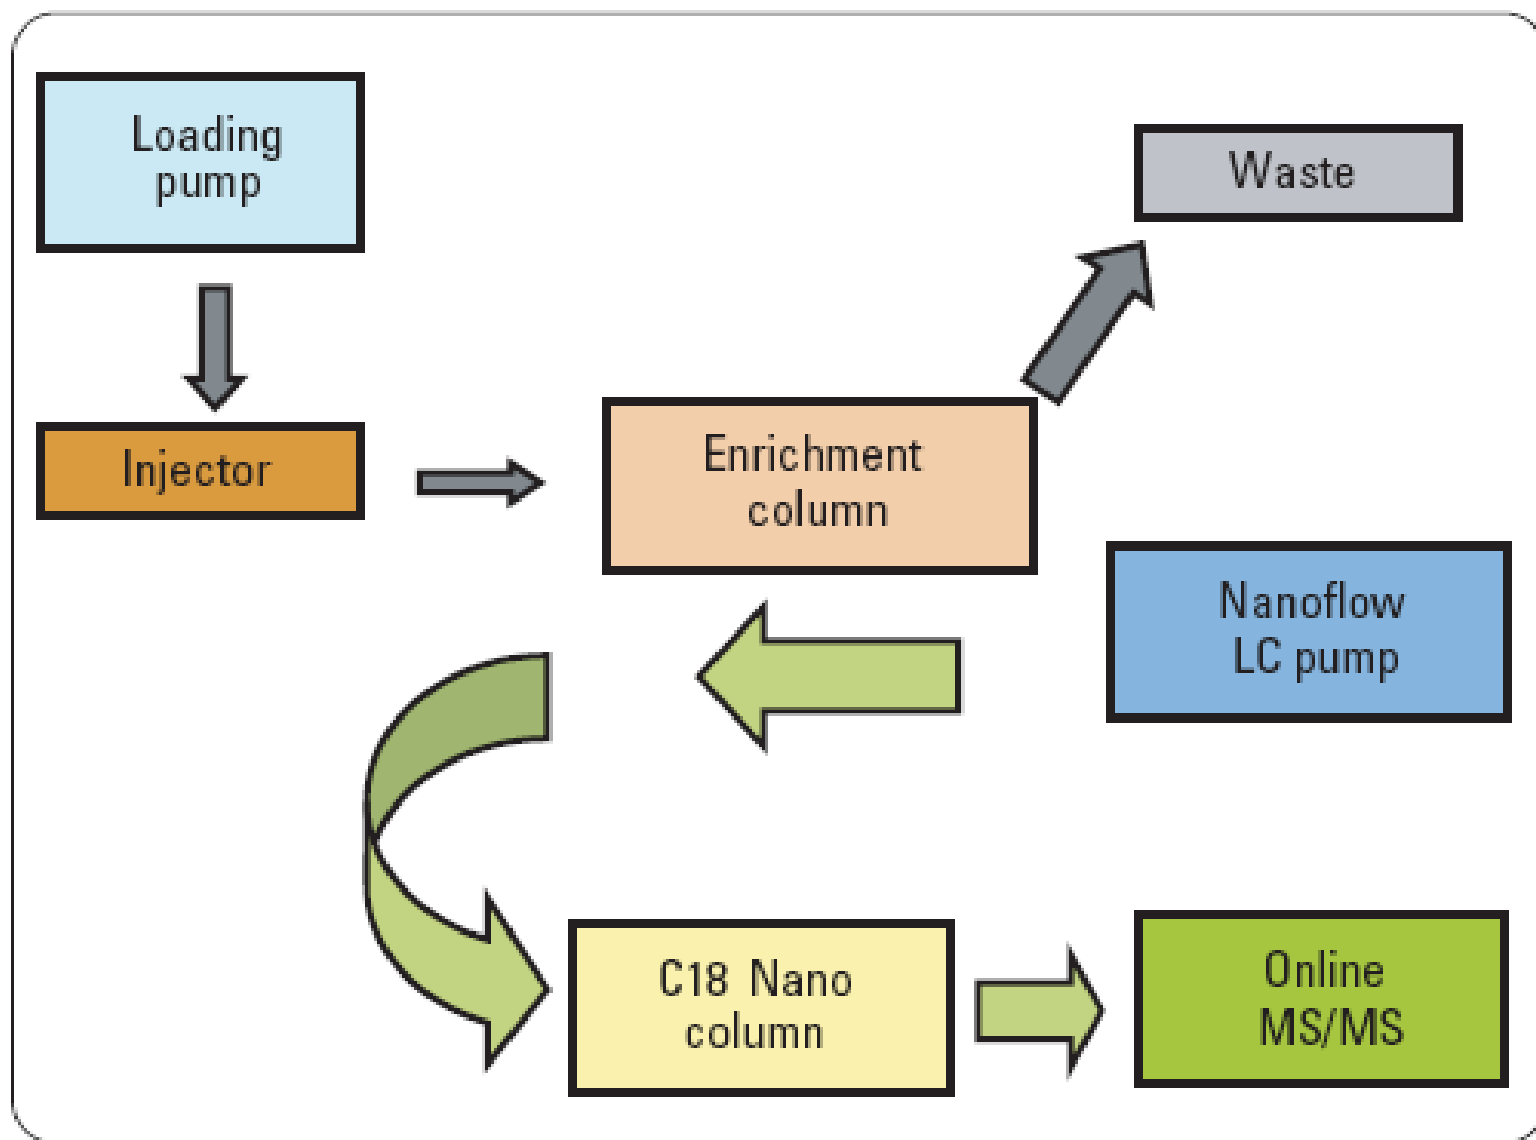 Loading
pump
Waste
Injector
Enrichment
column
Nanoflow
LC pump
C18 Nano
column
Online
MS/MS